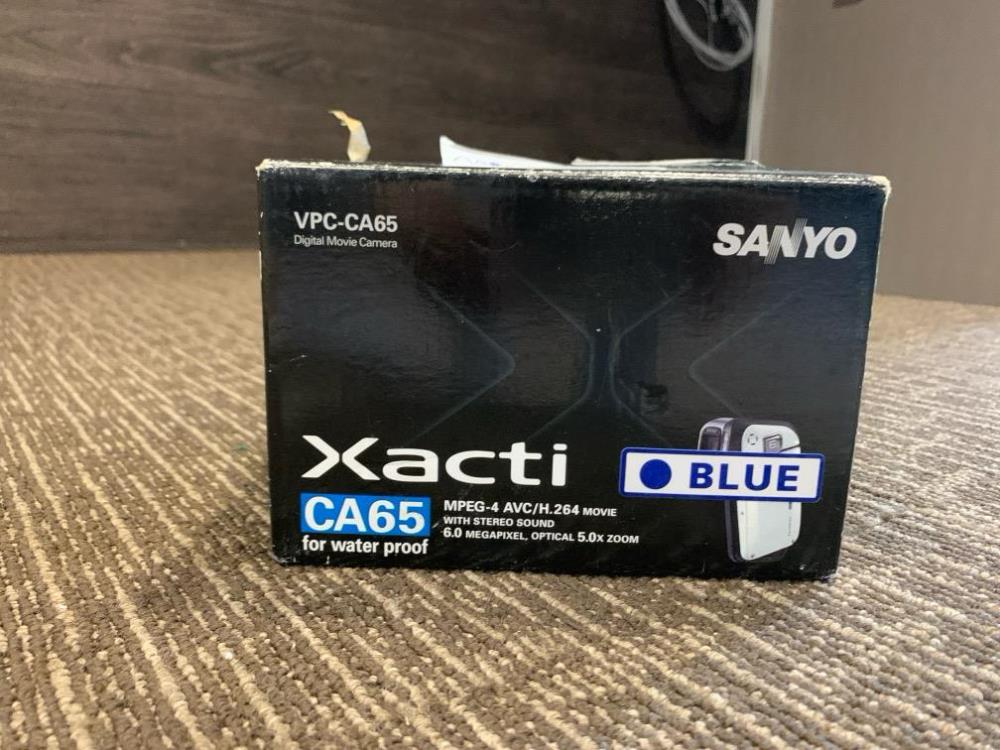 VPC-CA65
Digital Movie Camera
SANYO
Xacti
BLUE
CA65
for water proof
MPEG-4 AVC/H.264 MOVIE
WITH STEREO SOUND
6.0 MEGAPIXEL, OPTICAL 5.0x ZOOM